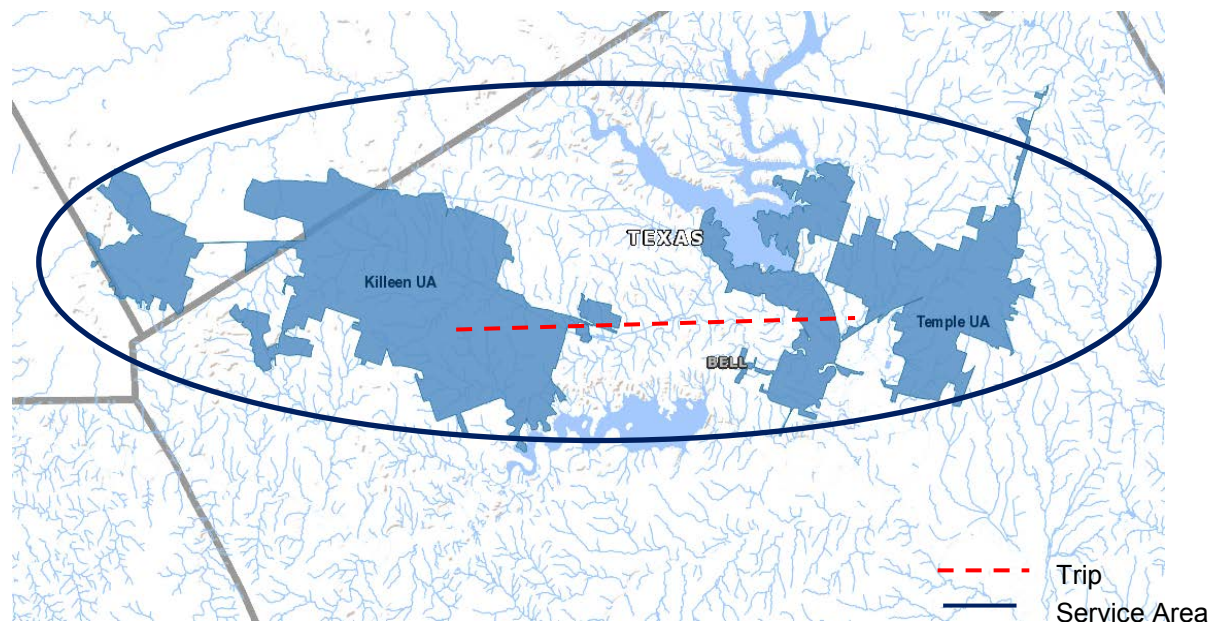 TEXAS
Killeen UA
Temple UA
BELL
Trip
Service Area